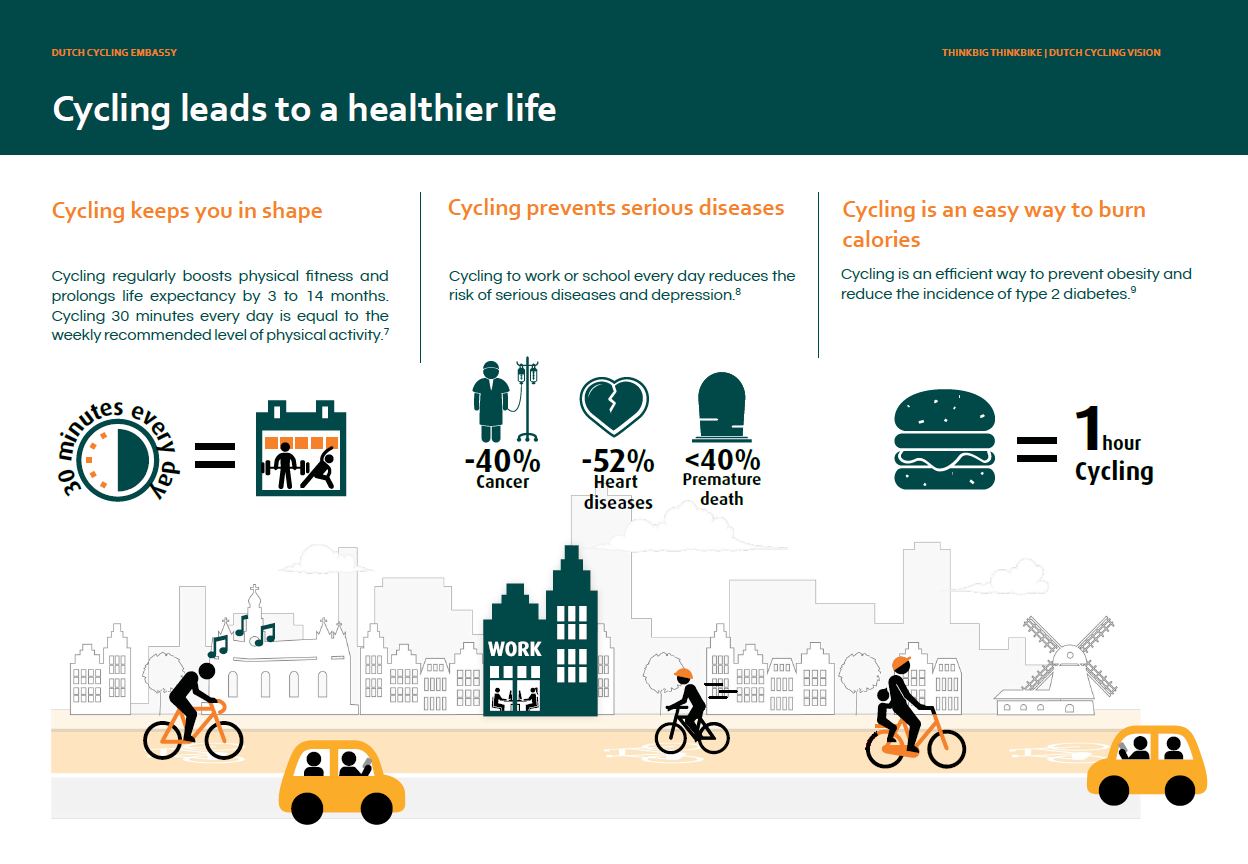 DUTCH CYCLING EMBASSY
THINKBIG THINKBIKE | DUTCH CYCLING VISION
Cycling leads to a healthier life
Cycling keeps you in shape
Cycling regularly boosts physical fitness and
prolongs life expectancy by 3 to 14 months.
Cycling 30 minutes every day is equal to the
weekly recommended level of physical activity.⁷
30 minutes every day
=
Cycling prevents serious diseases
Cycling to work or school every day reduces the
risk of serious diseases and depression.⁸
-40%
Cancer
-52%
Heart
diseases
<40%
Premature
death
Cycling is an easy way to burn
calories
Cycling is an efficient way to prevent obesity and
reduce the incidence of type 2 diabetes.⁹
=
1hour
Cycling
WORK